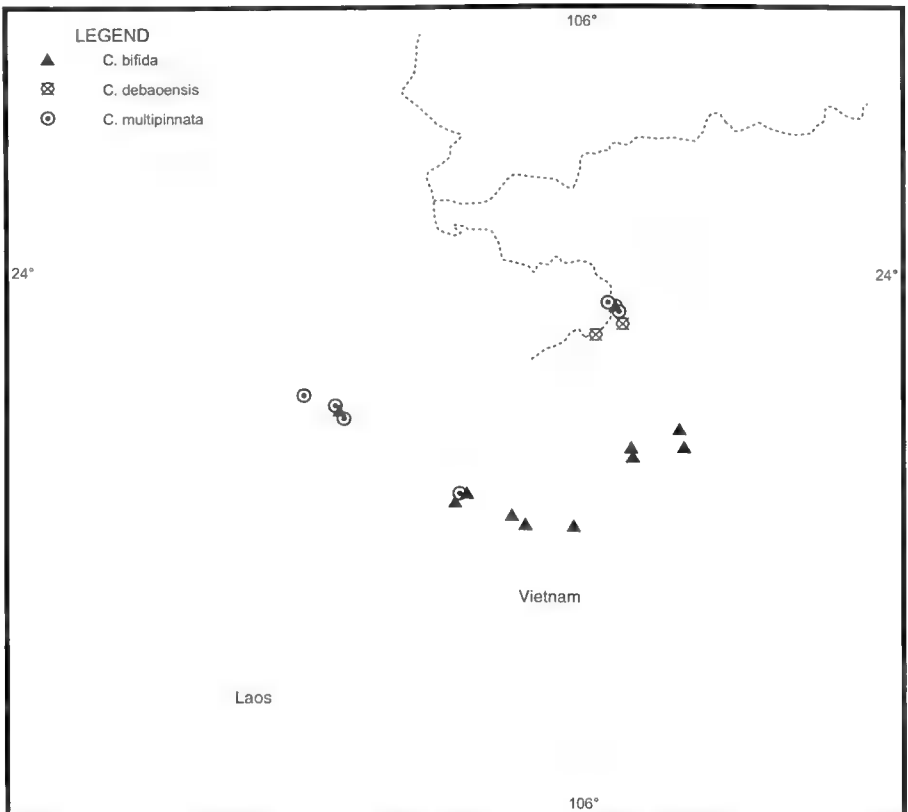 106°
LEGEND
C. bifida
C. debaoensis
C. multipinnata
24° 24°
Vietnam
Laos
106°